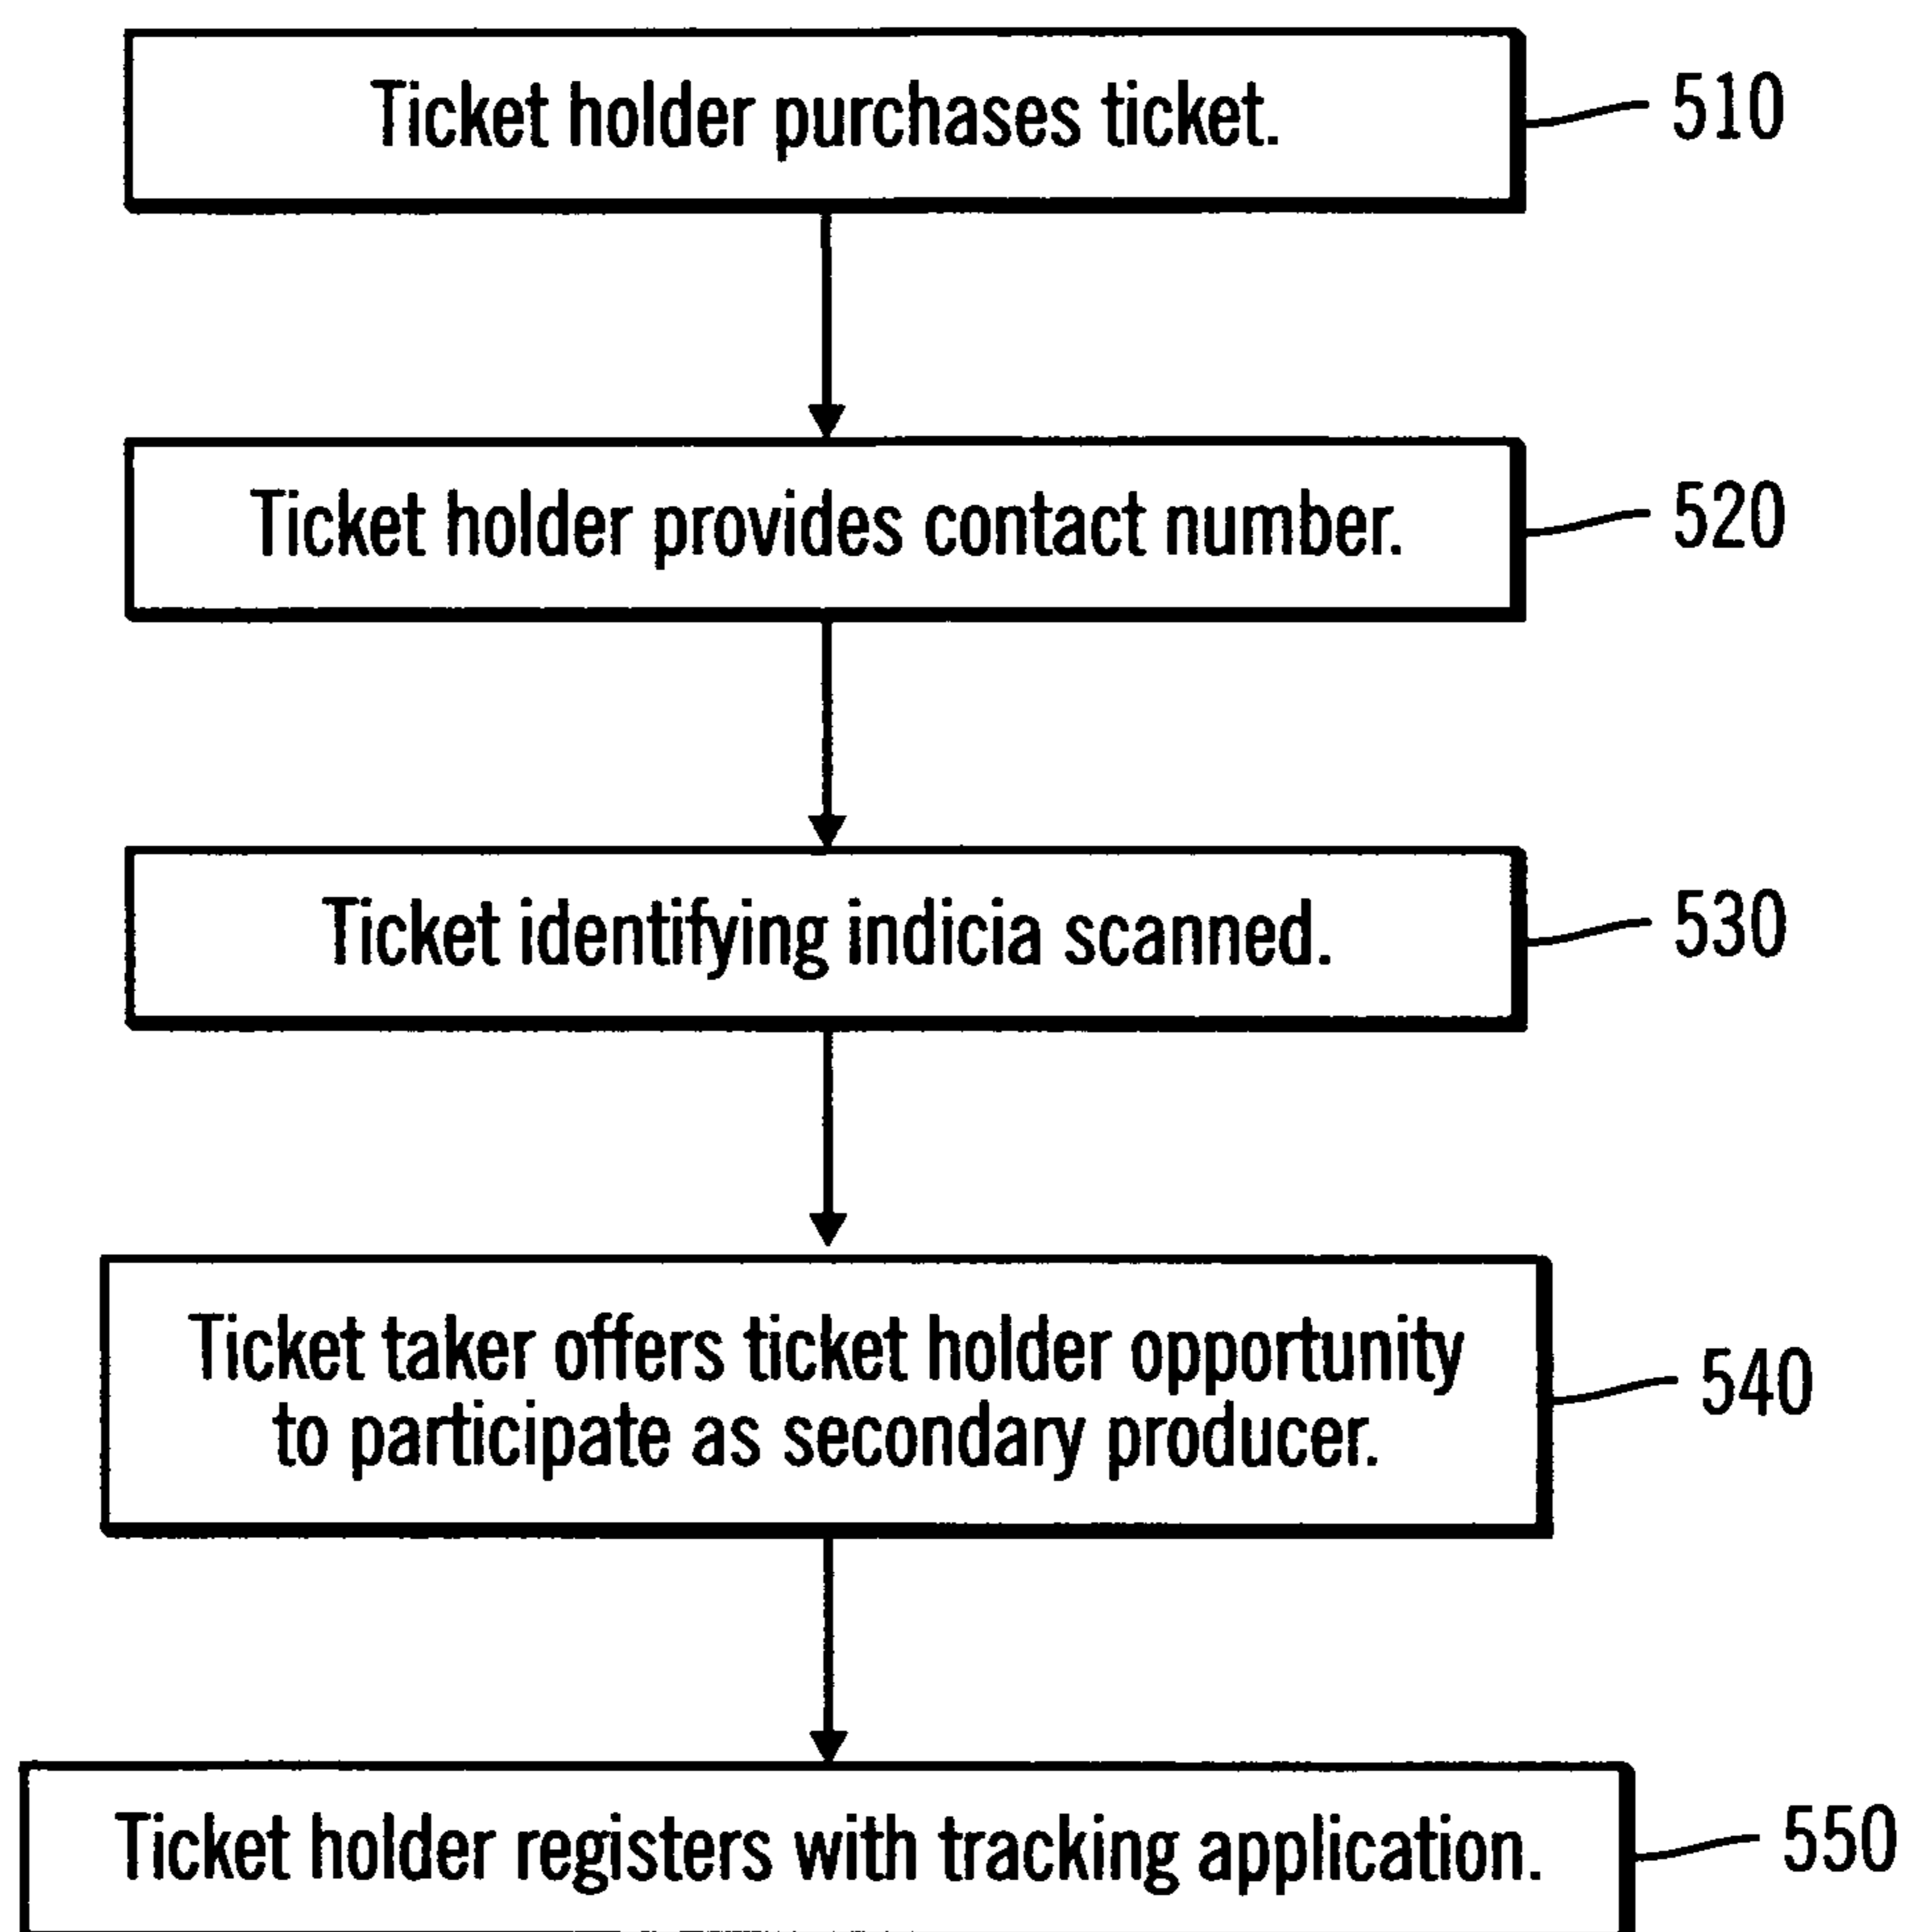 Ticket holder purchases ticket.
510
Ticket holder provides contact number.
520
Ticket identifying indicia scanned.
530
Ticket taker offers ticket holder opportunity
to participate as secondary producer.
540
Ticket holder registers with tracking application.
550